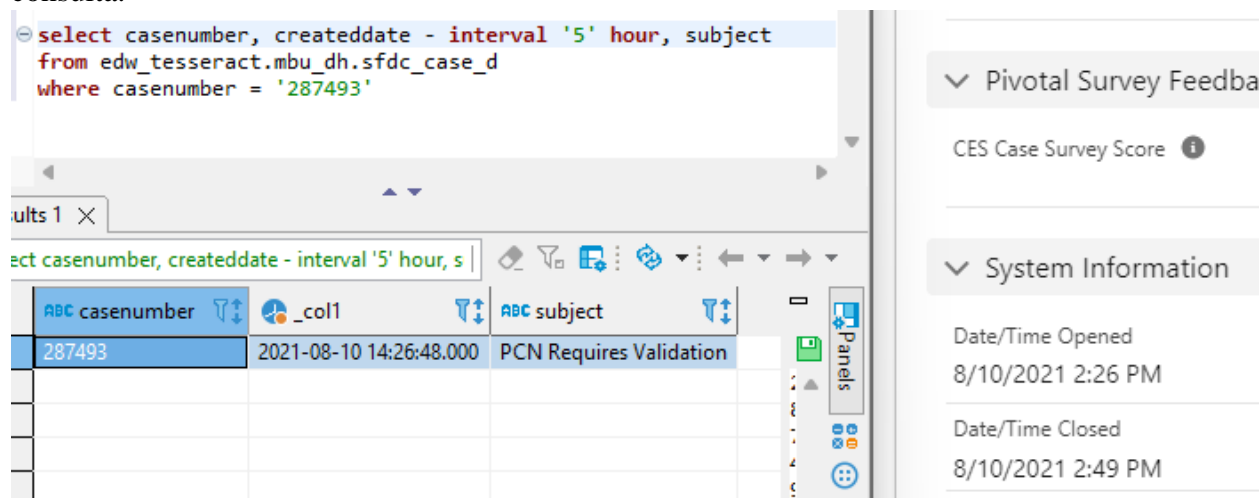 select casenumber, createddate - interval '5' hour, subject
from edw_tesseract.mbu_dh.sfdc_case_d
where casenumber = '287493'
ults 1
ect casenumber, createddate - interval '5' hour, s
ABC casenumber
_col1
ABC subject
287493
2021-08-10 14:26:48.000
PCN Requires Validation
Panels
Pivotal Survey Feedba
CES Case Survey Score
System Information
Date/Time Opened
8/10/2021 2:26 PM
Date/Time Closed
8/10/2021 2:49 PM